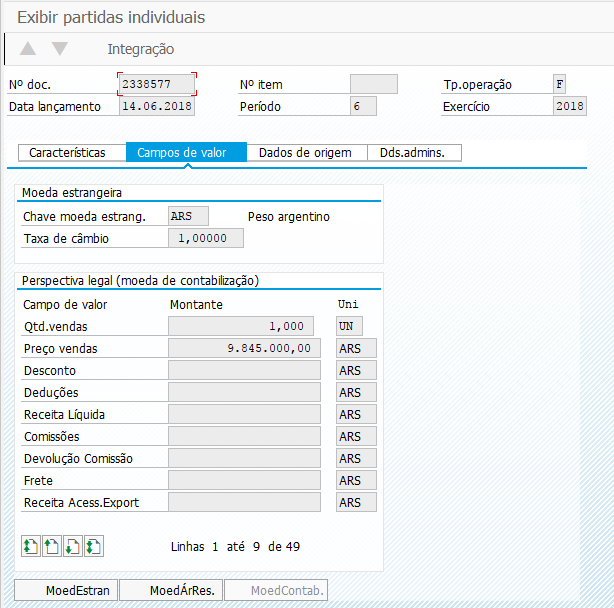 Exibir partidas individuais
Integração
Nº doc. 2338577 Nº item Tp.operação F
Data lançamento 14.06.2018 Período 6 Exercício 2018
Características Campos de valor Dados de origem Dds.admins.
Moeda estrangeira
Chave moeda estrang. ARS Peso argentino
Taxa de câmbio 1,00000
Perspectiva legal (moeda de contabilização)
Campo de valor Montante Uni
Qtd.vendas 1,000 UN
Preço vendas 9.845.000,00 ARS
Desconto ARS
Deduções ARS
Receita Líquida ARS
Comissões ARS
Devolução Comissão ARS
Frete ARS
Receita Acess.Export ARS
Linhas 1 até 9 de 49
MoedEstran MoedÁrRes. MoedContab.